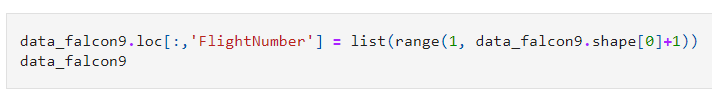 data_falcon9.loc[:,'FlightNumber'] = list(range(1, data_falcon9.shape[0]+1))
data_falcon9